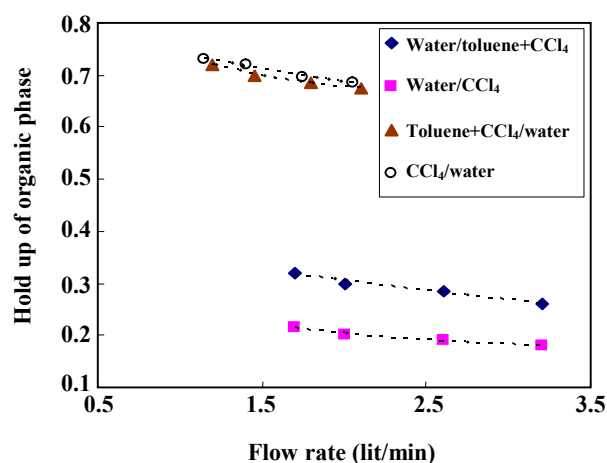 0.8
0.7
0.6
0.5
0.4
0.3
0.2
0.1
Hold up of organic phase
Water/toluene+CCl₄
Water/CCl₄
Toluene+CCl₄/water
CCl₄/water
0.5 1.5 2.5 3.5
Flow rate (lit/min)